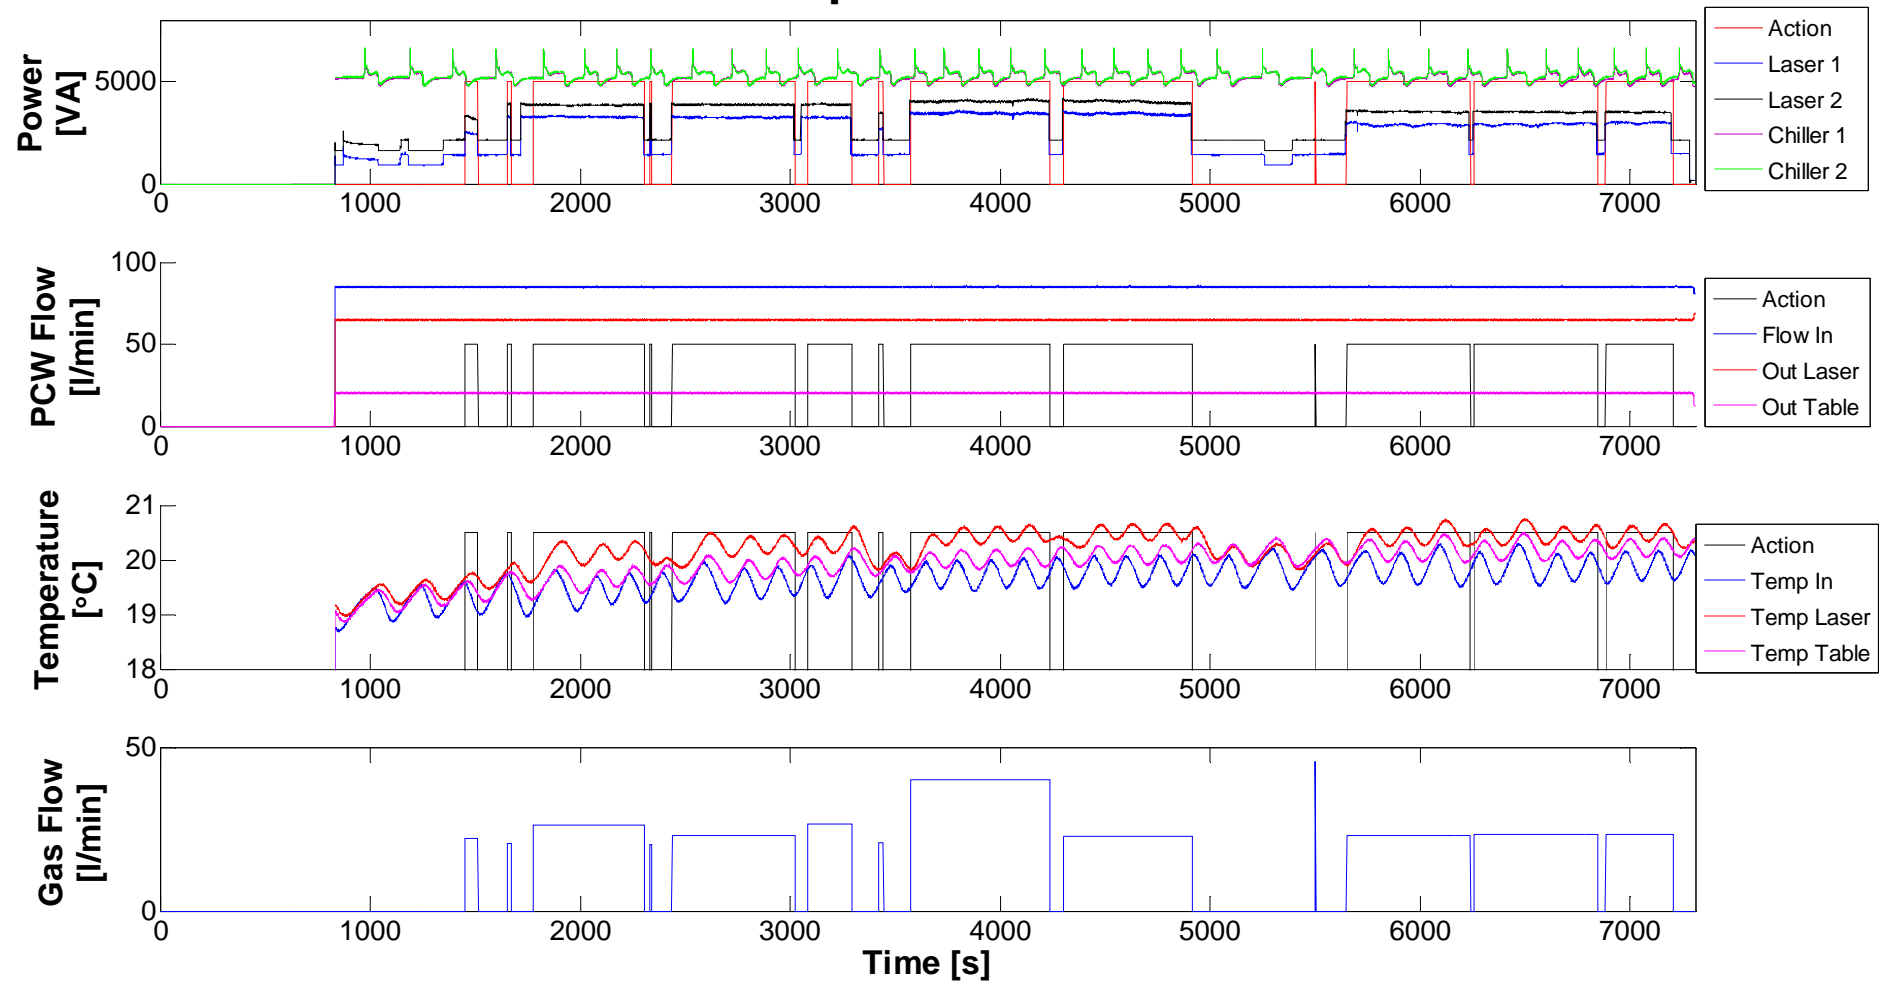 Power
[VA]
5000
0
0 1000 2000 3000 4000 5000 6000 7000
Action
Laser 1
Laser 2
Chiller 1
Chiller 2
PCW Flow
[l/min]
100
50
0
0 1000 2000 3000 4000 5000 6000 7000
Action
Flow In
Out Laser
Out Table
Temperature
[°C]
21
20
19
18
0 1000 2000 3000 4000 5000 6000 7000
Action
Temp In
Temp Laser
Temp Table
Gas Flow
[l/min]
50
0
0 1000 2000 3000 4000 5000 6000 7000
Time [s]